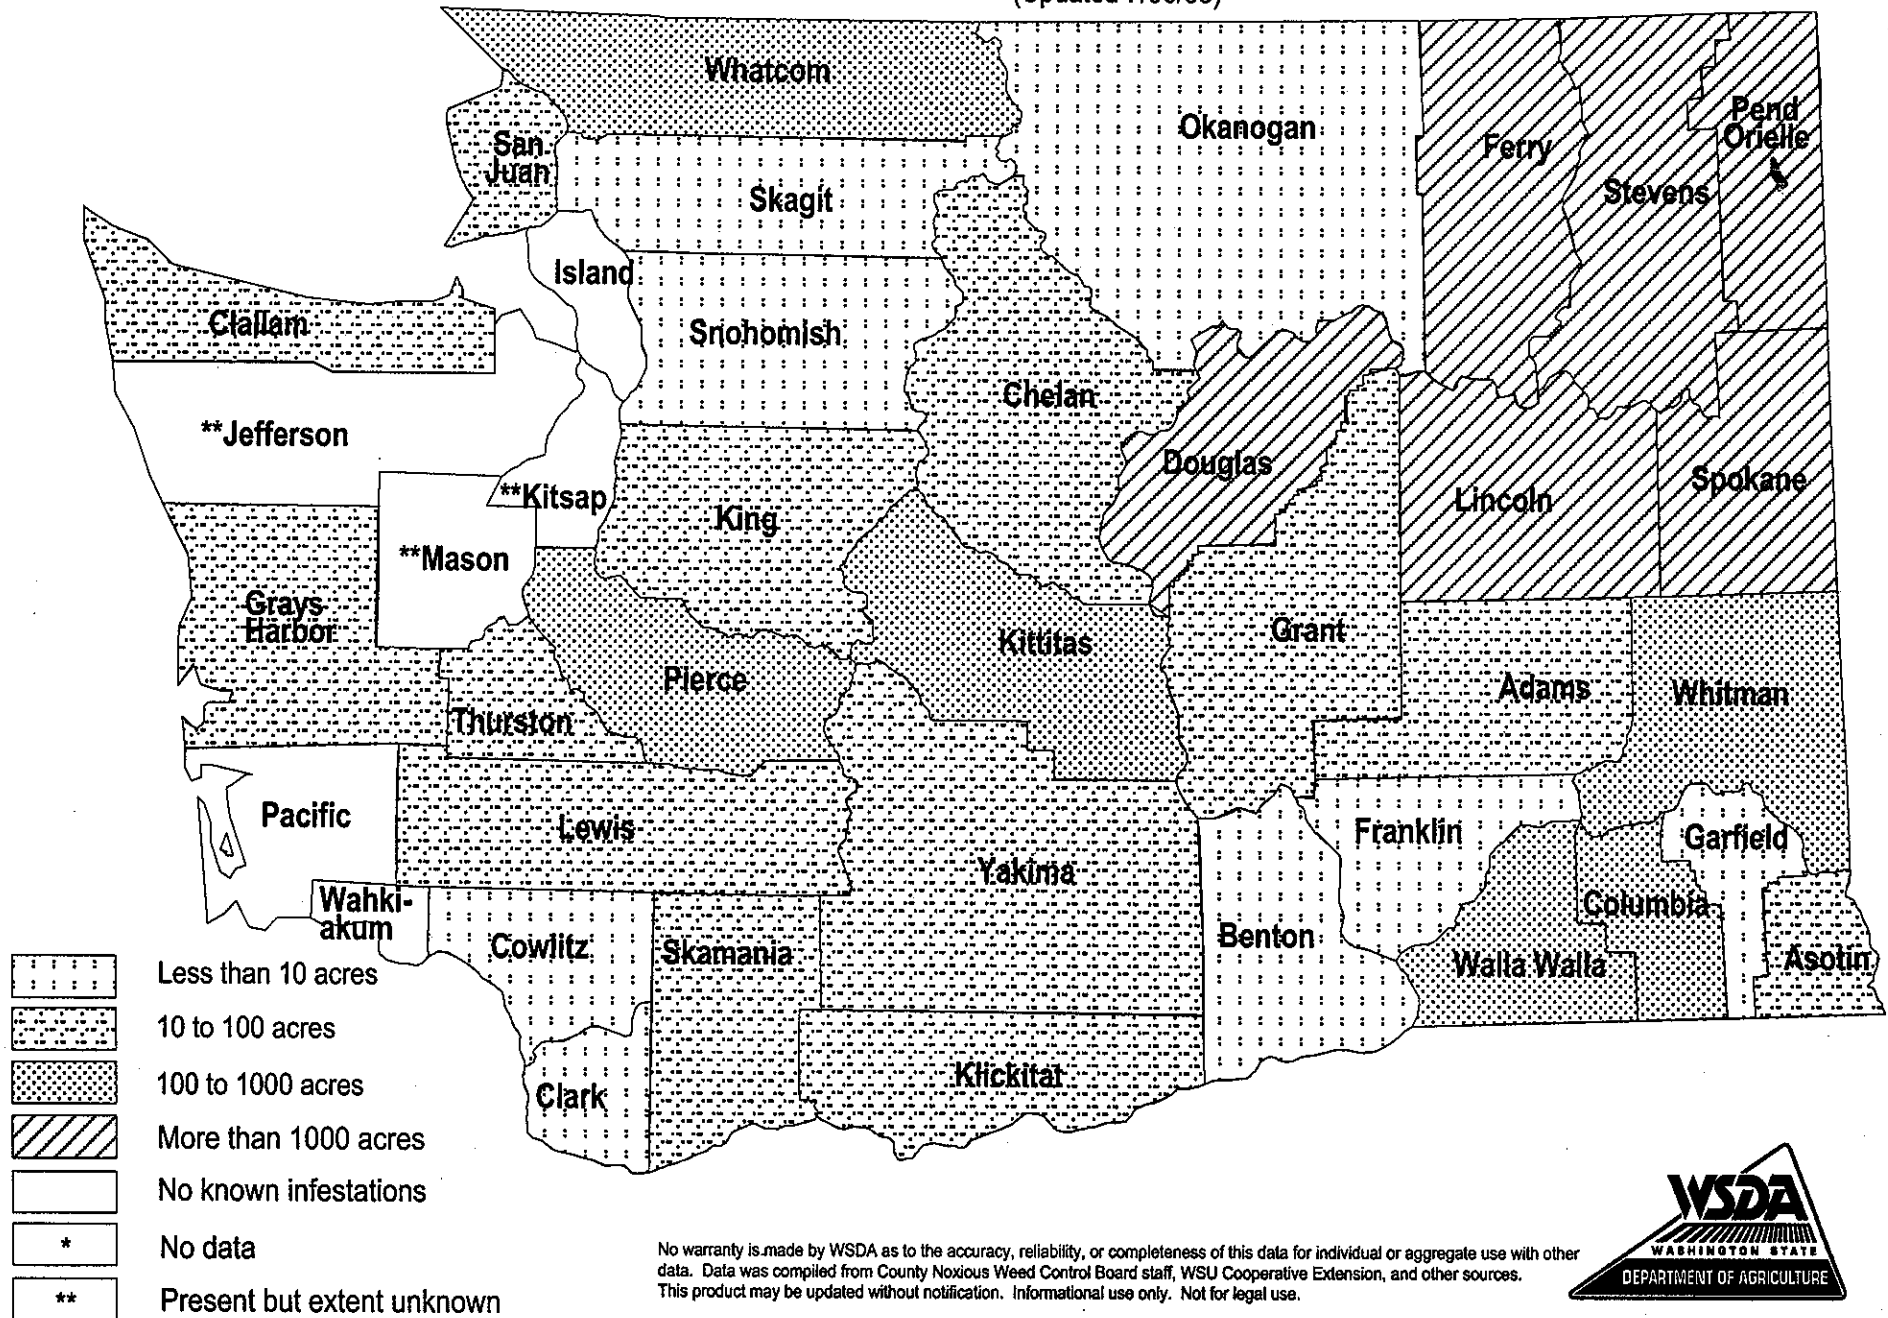 Whatcom
Okanogan
Pend
Orielle
Ferry
San
Juan
Stevens
Skagit
Island
Clallam
Snohomish
Chelan
**Jefferson
Douglas
Spokane
**Kitsap
Lincoln
King
**Mason
Grays
Harbor
Grant
Kittitas
Pierce
Adams
Whitman
Thurston
Pacific
Lewis
Franklin
Garfield
Yakima
Wahki-
akum
Columbia
Benton
Cowlitz
Skamania
Walla Walla
Asotin
Klickitat
Clark
Less than 10 acres
10 to 100 acres
100 to 1000 acres
More than 1000 acres
No known infestations
* No data
** Present but extent unknown
No warranty is made by WSDA as to the accuracy, reliability, or completeness of this data for individual or aggregate use with other
data. Data was compiled from County Noxious Weed Control Board staff, WSU Cooperative Extension, and other sources.
This product may be updated without notification. Informational use only. Not for legal use.
WSDA
WASHINGTON STATE
DEPARTMENT OF AGRICULTURE